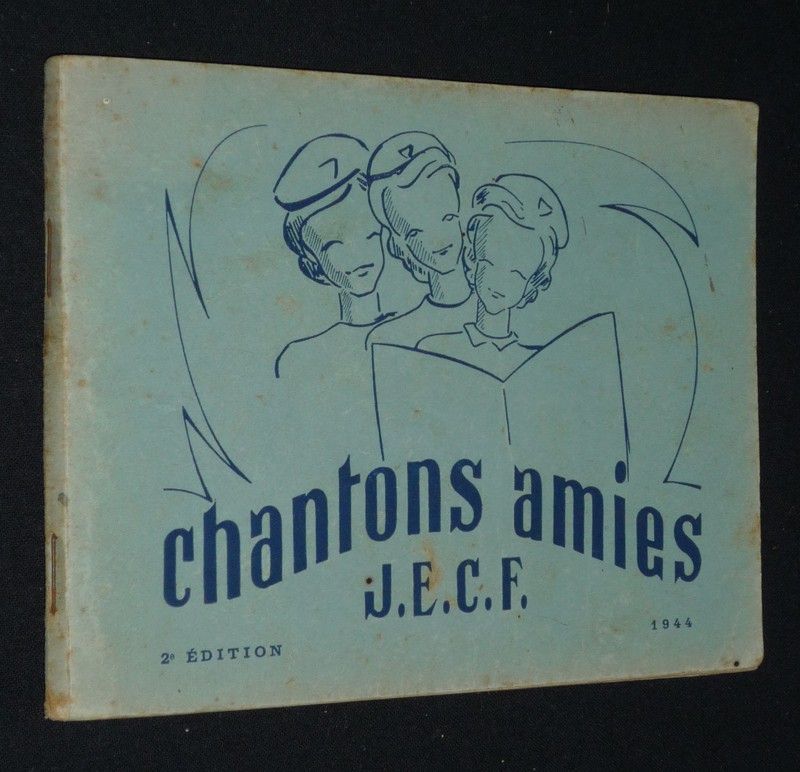 chantons amies
J.E.C.F.
2e ÉDITION
1944